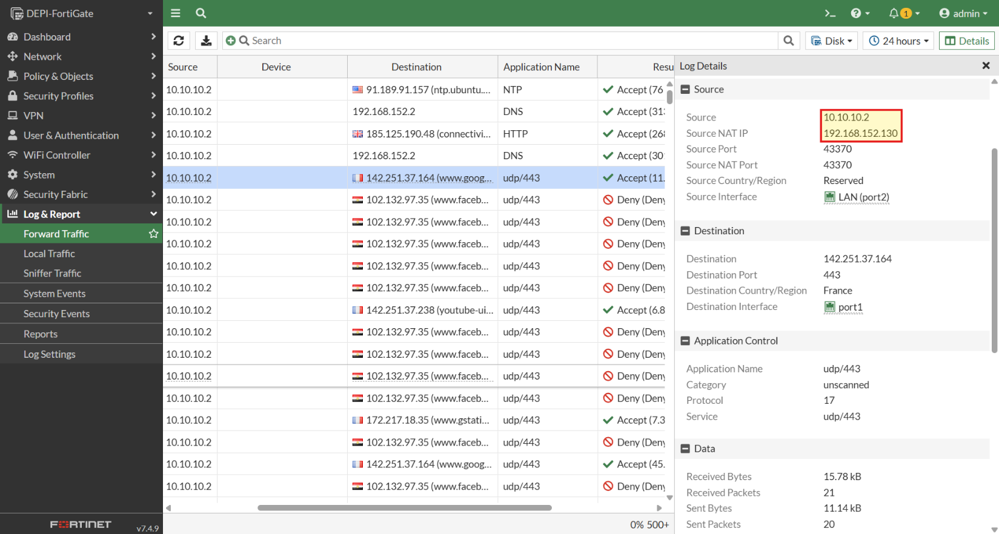 DEPI-FortiGate
1
admin
Dashboard
Network
Policy & Objects
Security Profiles
VPN
User & Authentication
WiFi Controller
System
Security Fabric
Log & Report
Forward Traffic
Local Traffic
Sniffer Traffic
System Events
Security Events
Reports
Log Settings
FORTINET
v7.4.9
Search
Disk
24 hours
Details
Source Device Destination Application Name Resu
10.10.10.2 91.189.91.157 (ntp.ubuntu.... NTP Accept (76
10.10.10.2 192.168.152.2 DNS Accept (313
10.10.10.2 185.125.190.48 (connectivi... HTTP Accept (268
10.10.10.2 192.168.152.2 DNS Accept (301
10.10.10.2 142.251.37.164 (www.goog... udp/443 Accept (11.
10.10.10.2 102.132.97.35 (www.faceb... udp/443 Deny (Deny
10.10.10.2 102.132.97.35 (www.faceb... udp/443 Deny (Deny
10.10.10.2 102.132.97.35 (www.faceb... udp/443 Deny (Deny
10.10.10.2 102.132.97.35 (www.faceb... udp/443 Deny (Deny
10.10.10.2 102.132.97.35 (www.faceb... udp/443 Deny (Deny
10.10.10.2 142.251.37.238 (youtube-ui... udp/443 Accept (6.8
10.10.10.2 102.132.97.35 (www.faceb... udp/443 Deny (Deny
10.10.10.2 102.132.97.35 (www.faceb... udp/443 Deny (Deny
10.10.10.2 102.132.97.35 (www.faceb... udp/443 Deny (Deny
10.10.10.2 102.132.97.35 (www.faceb... udp/443 Deny (Deny
10.10.10.2 172.217.18.35 (www.gstati... udp/443 Accept (7.3
10.10.10.2 102.132.97.35 (www.faceb... udp/443 Deny (Deny
10.10.10.2 142.251.37.164 (www.goog... udp/443 Accept (45.
10.10.10.2 102.132.97.35 (www.faceb... udp/443 Deny (Deny
0% 500+
Log Details
Source
Source 10.10.10.2
Source NAT IP 192.168.152.130
Source Port 43370
Source NAT Port 43370
Source Country/Region Reserved
Source Interface LAN (port2)
Destination
Destination 142.251.37.164
Destination Port 443
Destination Country/Region France
Destination Interface port1
Application Control
Application Name udp/443
Category unscanned
Protocol 17
Service udp/443
Data
Received Bytes 15.78 kB
Received Packets 21
Sent Bytes 11.14 kB
Sent Packets 20